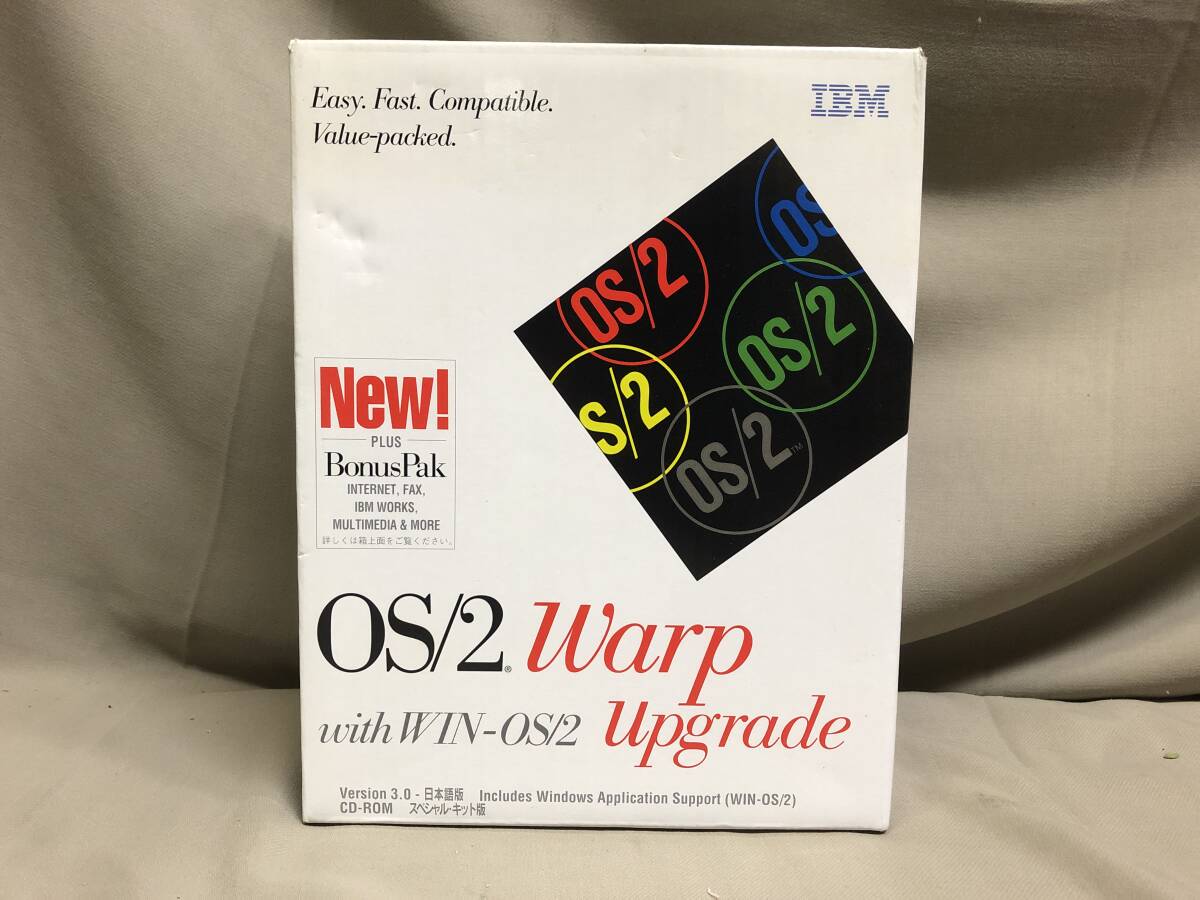 Easy. Fast. Compatible.
Value-packed.
IBM
OS
OS/2
OS/2
S/2
OS/2™
New!
PLUS
BonusPak
INTERNET, FAX,
IBM WORKS,
MULTIMEDIA & MORE
詳しくは箱上面をご覧ください。
OS/2® Warp
with WIN-OS/2 Upgrade
Version 3.0 - 日本語版 Includes Windows Application Support (WIN-OS/2)
CD-ROM スペシャル・キット版